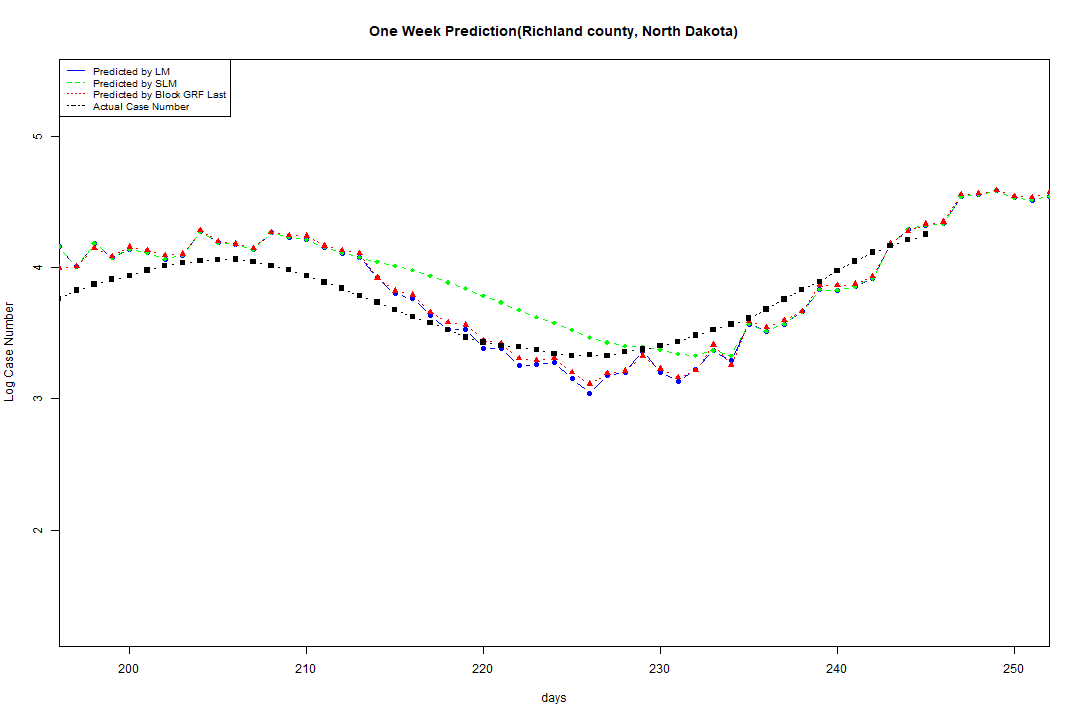 One Week Prediction(Richland county, North Dakota)
Predicted by LM
Predicted by SLM
Predicted by Block GRF Last
Actual Case Number
5
4
3
2
Log Case Number
200 210 220 230 240 250
days